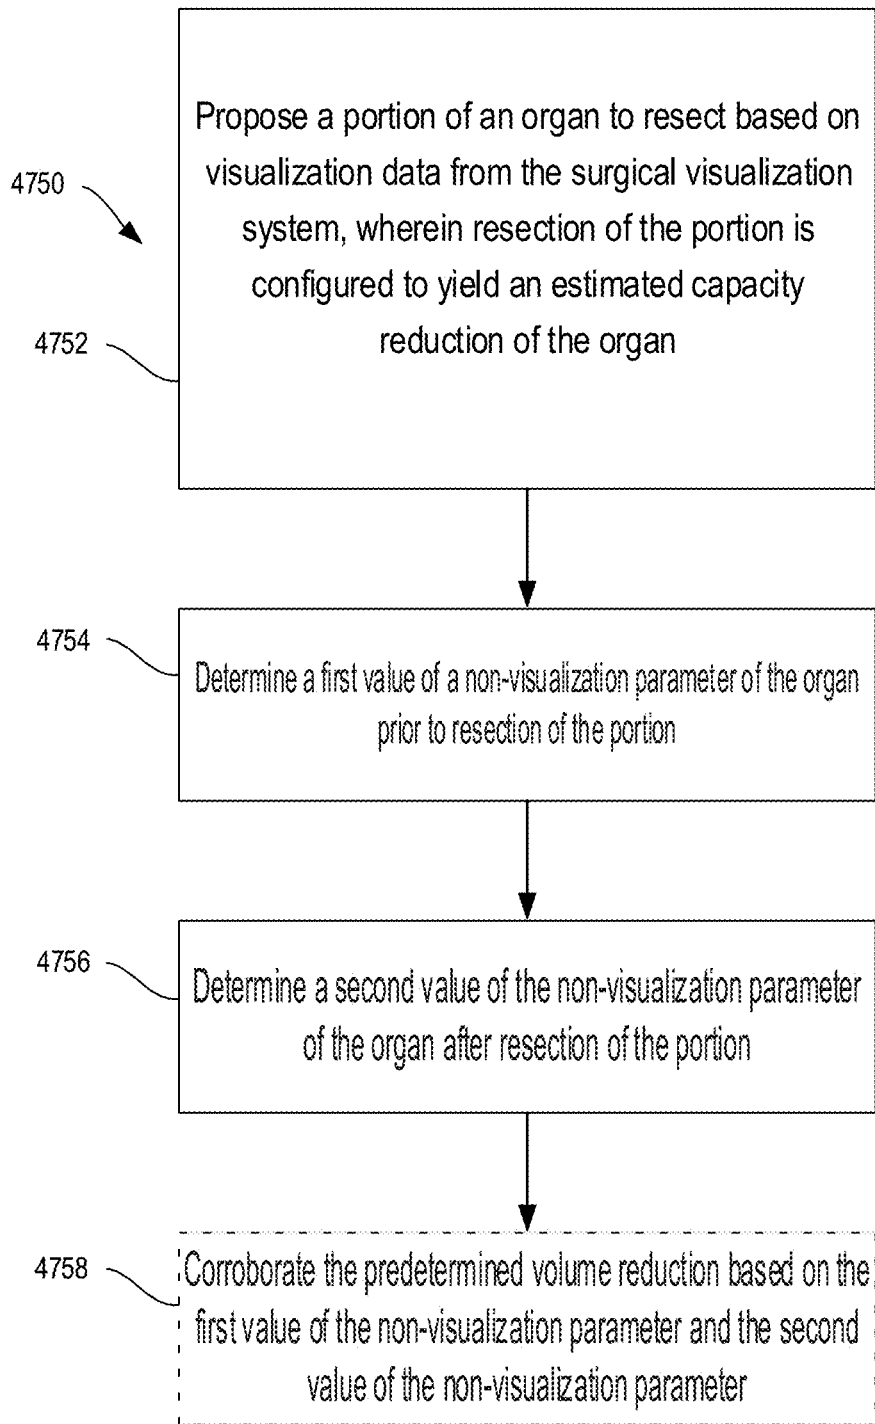 Propose a portion of an organ to resect based on
visualization data from the surgical visualization
4750
system, wherein resection of the portion is
configured to yield an estimated capacity
4752
reduction of the organ
4754
Determine a first value of a non-visualization parameter of the organ
prior to resection of the portion
4756
Determine a second value of the non-visualization parameter
of the organ after resection of the portion
4758
Corroborate the predetermined volume reduction based on the
first value of the non-visualization parameter and the second
value of the non-visualization parameter